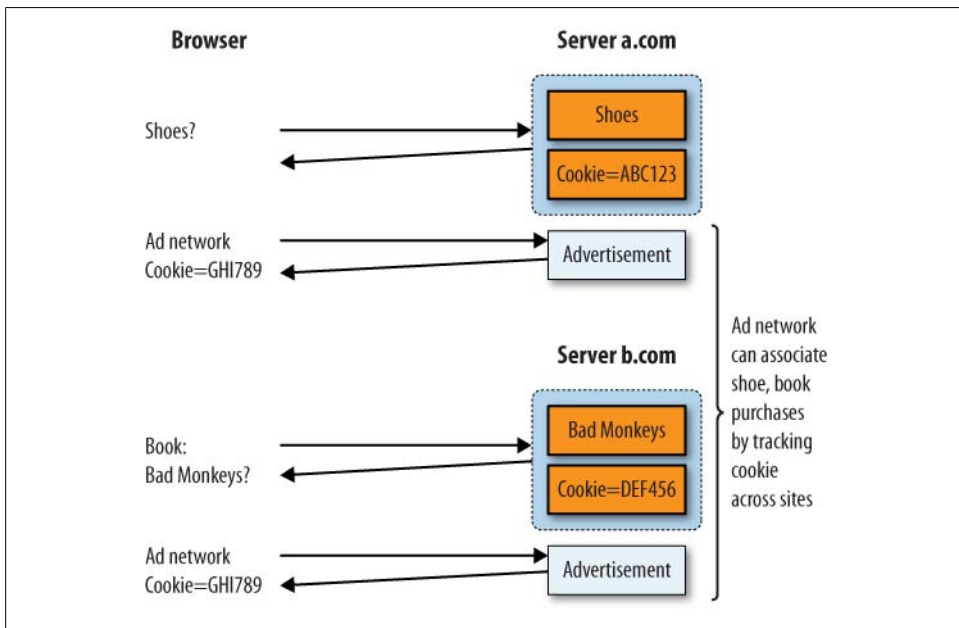 Browser
Server a.com
Shoes?
Shoes
Cookie=ABC123
Ad network
Cookie=GHI789
Advertisement
Server b.com
Book:
Bad Monkeys?
Bad Monkeys
Cookie=DEF456
Ad network
Cookie=GHI789
Advertisement
Ad network
can associate
shoe, book
purchases
by tracking
cookie
across sites